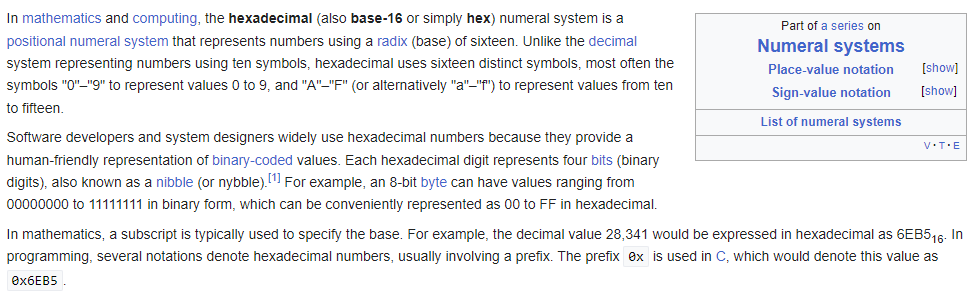 In mathematics and computing, the hexadecimal (also base-16 or simply hex) numeral system is a
positional numeral system that represents numbers using a radix (base) of sixteen. Unlike the decimal
system representing numbers using ten symbols, hexadecimal uses sixteen distinct symbols, most often the
symbols "0"–"9" to represent values 0 to 9, and "A"–"F" (or alternatively "a"–"f") to represent values from ten
to fifteen.
Software developers and system designers widely use hexadecimal numbers because they provide a
human-friendly representation of binary-coded values. Each hexadecimal digit represents four bits (binary
digits), also known as a nibble (or nybble).[1] For example, an 8-bit byte can have values ranging from
00000000 to 11111111 in binary form, which can be conveniently represented as 00 to FF in hexadecimal.
In mathematics, a subscript is typically used to specify the base. For example, the decimal value 28,341 would be expressed in hexadecimal as 6EB5₁₆. In
programming, several notations denote hexadecimal numbers, usually involving a prefix. The prefix 0x is used in C, which would denote this value as
0x6EB5.
Part of a series on
Numeral systems
Place-value notation [show]
Sign-value notation [show]
List of numeral systems
V·T·E